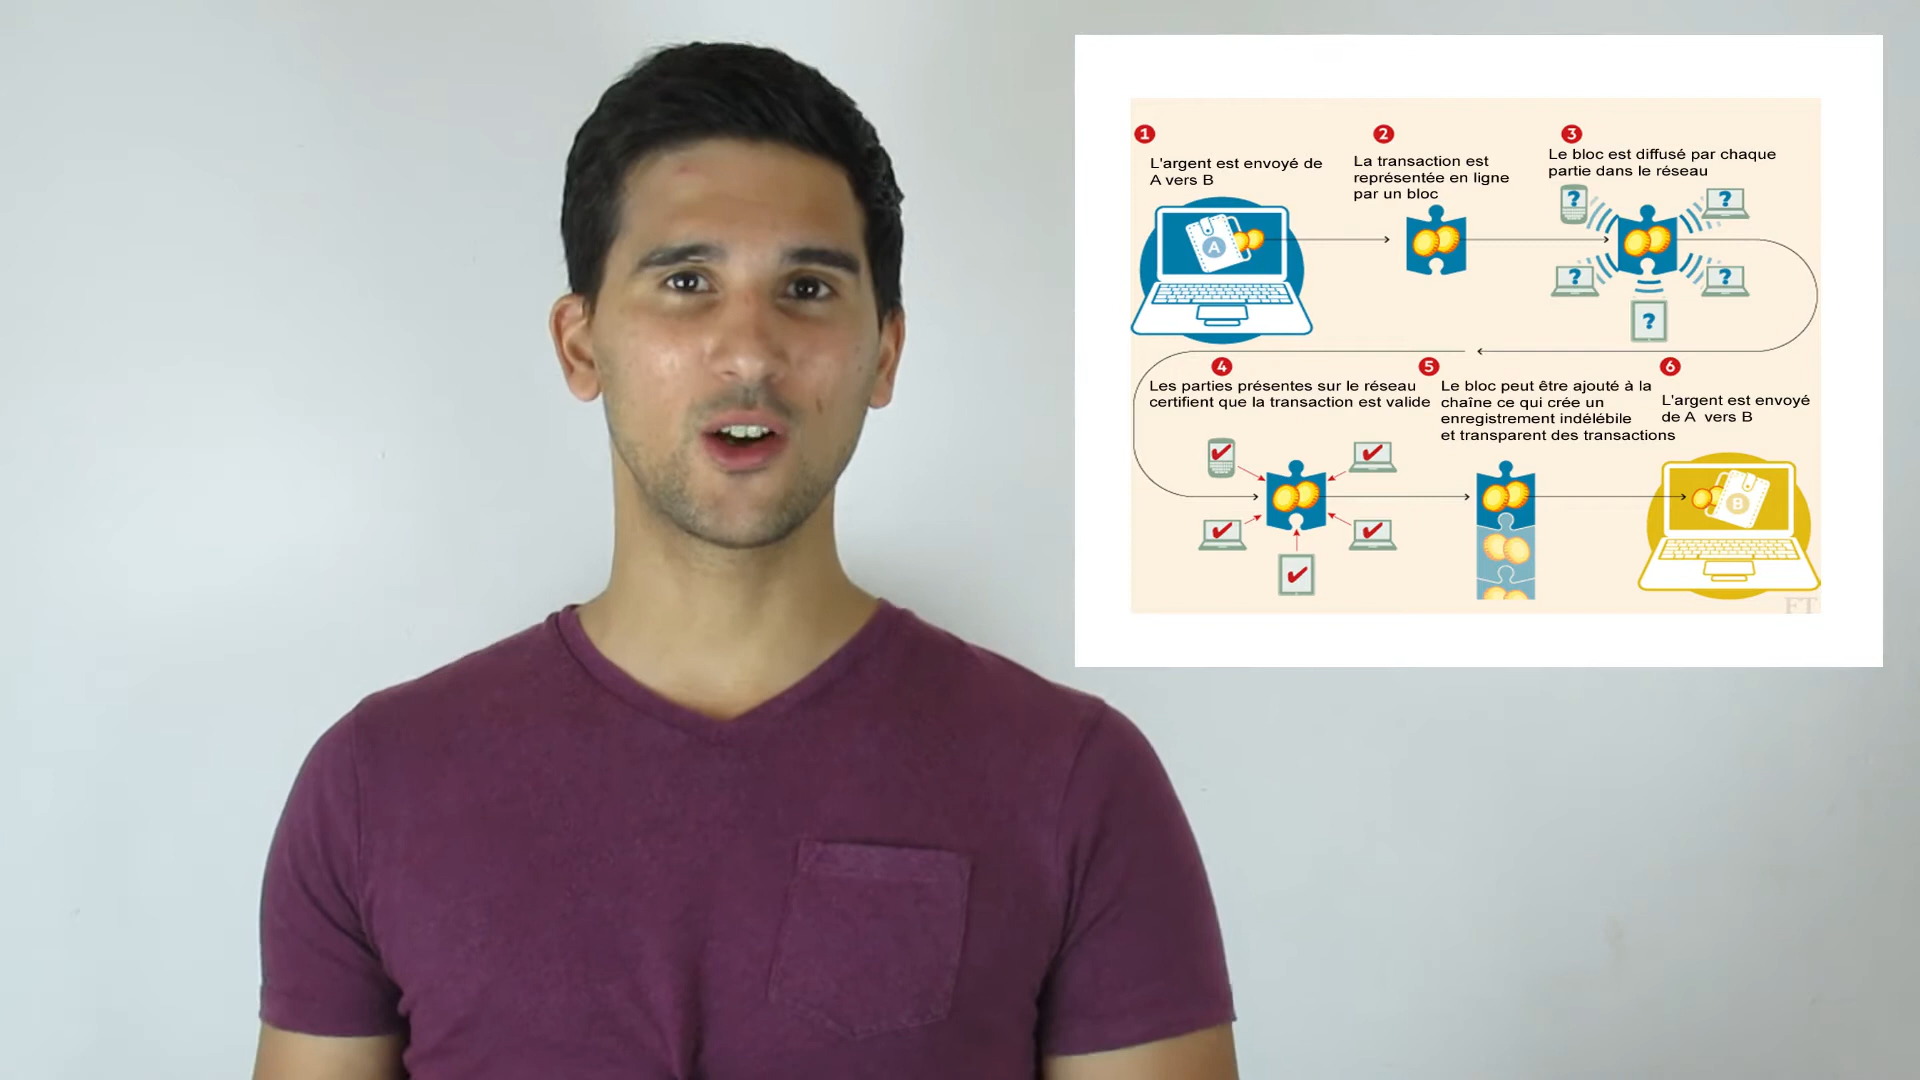 1
L'argent est envoyé de
A vers B
2
La transaction est
représentée en ligne
par un bloc
3
Le bloc est diffusé par chaque
partie dans le réseau
A
?
?
?
?
?
4
Les parties présentes sur le réseau
certifient que la transaction est valide
5
Le bloc peut être ajouté à la
chaîne ce qui crée un
enregistrement indélébile
et transparent des transactions
6
L'argent est envoyé
de A vers B
B
FT